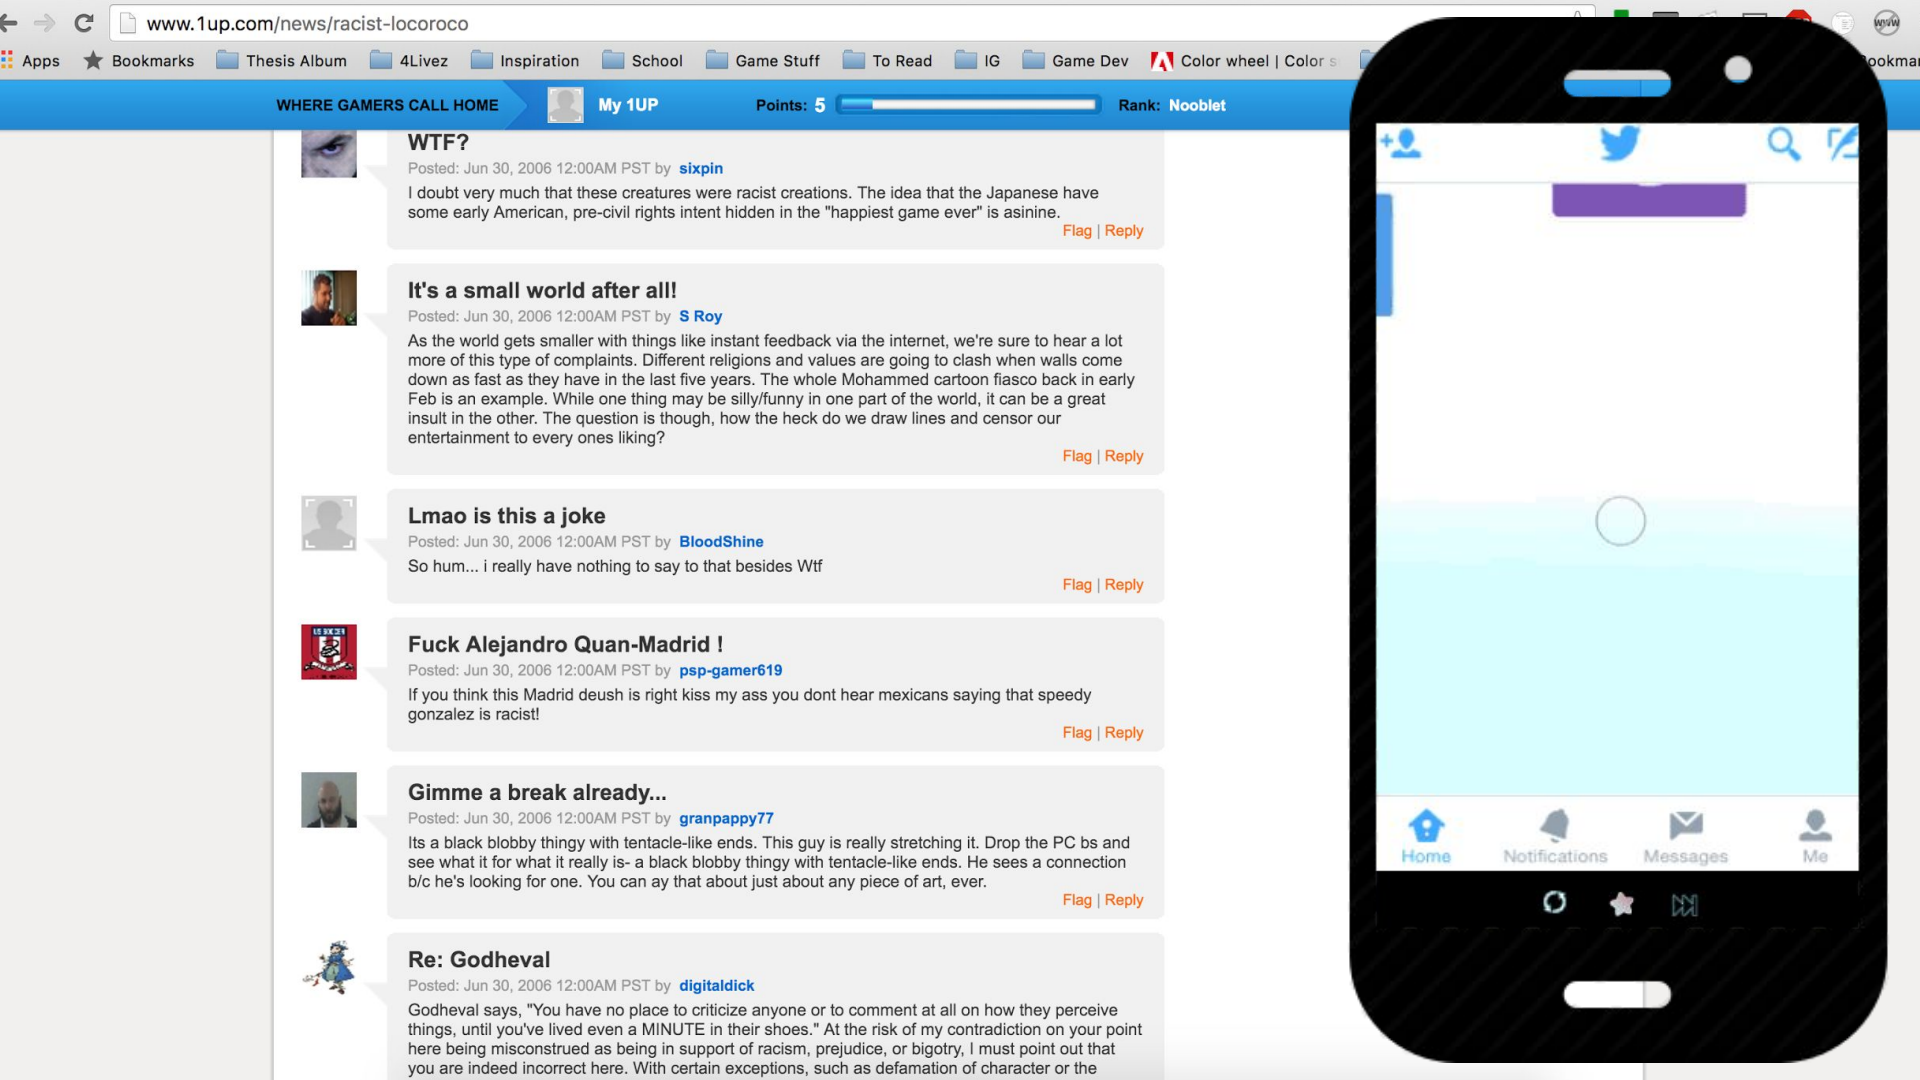 www.1up.com/news/racist-locoroco
Apps Bookmarks Thesis Album 4Livez Inspiration School Game Stuff To Read IG Game Dev Color wheel | Color s
WHERE GAMERS CALL HOME My 1UP Points: 5 Rank: Nooblet
WTF?
Posted: Jun 30, 2006 12:00AM PST by sixpin
I doubt very much that these creatures were racist creations. The idea that the Japanese have
some early American, pre-civil rights intent hidden in the "happiest game ever" is asinine.
Flag | Reply
It's a small world after all!
Posted: Jun 30, 2006 12:00AM PST by S Roy
As the world gets smaller with things like instant feedback via the internet, we're sure to hear a lot
more of this type of complaints. Different religions and values are going to clash when walls come
down as fast as they have in the last five years. The whole Mohammed cartoon fiasco back in early
Feb is an example. While one thing may be silly/funny in one part of the world, it can be a great
insult in the other. The question is though, how the heck do we draw lines and censor our
entertainment to every ones liking?
Flag | Reply
Lmao is this a joke
Posted: Jun 30, 2006 12:00AM PST by BloodShine
So hum... i really have nothing to say to that besides Wtf
Flag | Reply
Fuck Alejandro Quan-Madrid !
Posted: Jun 30, 2006 12:00AM PST by psp-gamer619
If you think this Madrid deush is right kiss my ass you dont hear mexicans saying that speedy
gonzalez is racist!
Flag | Reply
Gimme a break already...
Posted: Jun 30, 2006 12:00AM PST by granpappy77
Its a black blobby thingy with tentacle-like ends. This guy is really stretching it. Drop the PC bs and
see what it for what it really is- a black blobby thingy with tentacle-like ends. He sees a connection
b/c he's looking for one. You can ay that about just about any piece of art, ever.
Flag | Reply
Re: Godheval
Posted: Jun 30, 2006 12:00AM PST by digitaldick
Godheval says, "You have no place to criticize anyone or to comment at all on how they perceive
things, until you've lived even a MINUTE in their shoes." At the risk of my contradiction on your point
here being misconstrued as being in support of racism, prejudice, or bigotry, I must point out that
you are indeed incorrect here. With certain exceptions, such as defamation of character or the
Home Notifications Messages Me